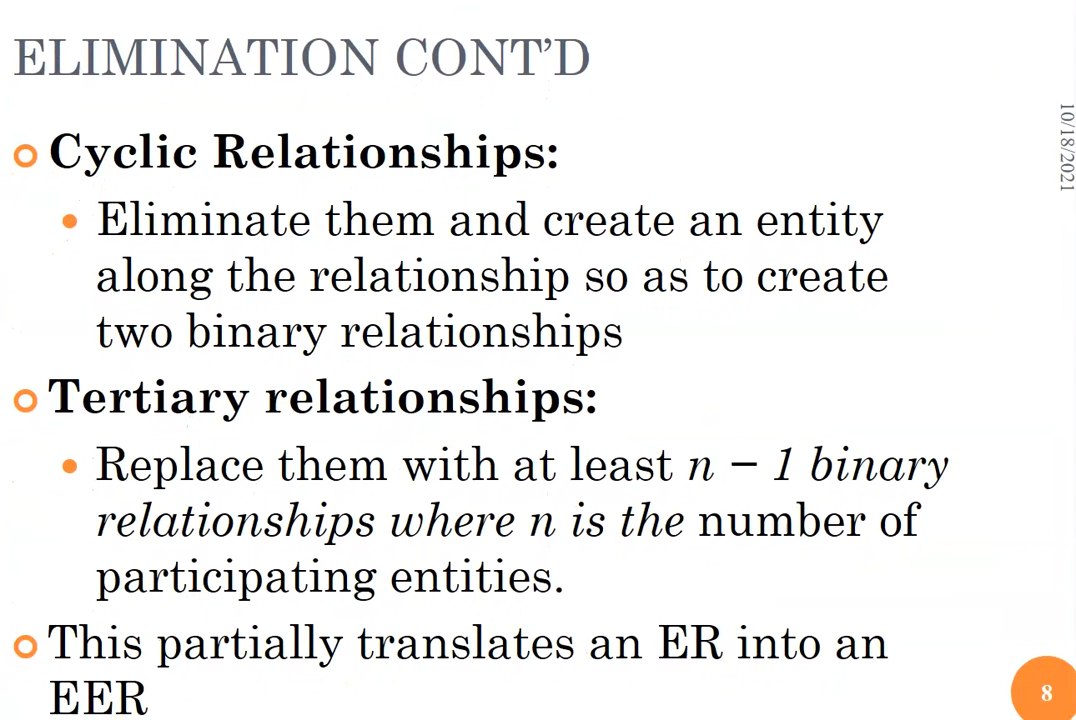 ELIMINATION CONT’D
10/18/2021
Cyclic Relationships:
Eliminate them and create an entity
along the relationship so as to create
two binary relationships
Tertiary relationships:
Replace them with at least n − 1 binary
relationships where n is the number of
participating entities.
This partially translates an ER into an
EER
8